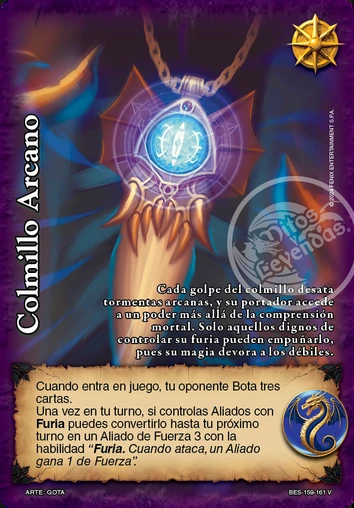 Colmillo Arcano
© 2024 FENIX ENTERTAINMENT S.P.A.
Mitos
y
Leyendas
Cada golpe del colmillo desata
tormentas arcanas, y su portador accede
a un poder más allá de la comprensión
mortal. Solo aquellos dignos de
controlar su furia pueden empuñarlo,
pues su magia devora a los débiles.
Cuando entra en juego, tu oponente Bota tres
cartas.
Una vez en tu turno, si controlas Aliados con
Furia puedes convertirlo hasta tu próximo
turno en un Aliado de Fuerza 3 con la
habilidad “Furia. Cuando ataca, un Aliado
gana 1 de Fuerza”.
ARTE: GOTA
BES-159-161 V